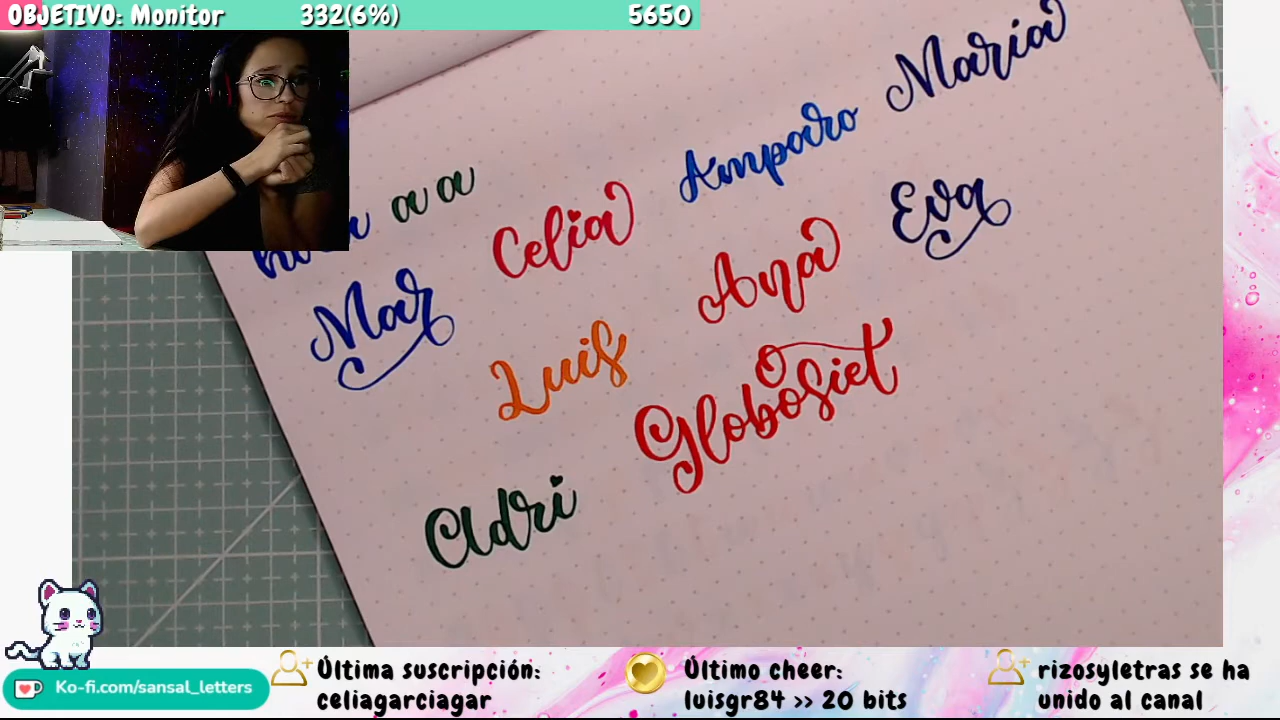 OBJETIVO: Monitor 332(6%) 5650
Maria
Amparo
a a
Celia
Eva
Mar
Ana
Luis
Globosiet
Adri
Ko-fi.com/sansal_letters
Última suscripción:
celiagarciagar
Último cheer:
luisgr84 >> 20 bits
rizosyletras se ha
unido al canal